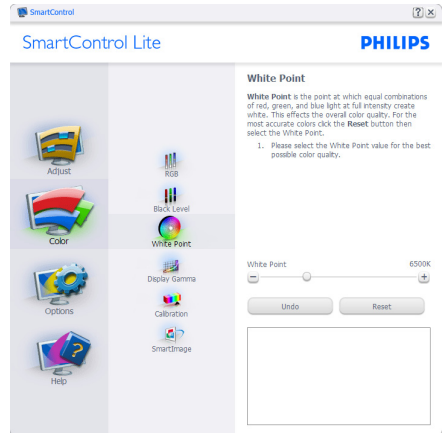 SmartControl
SmartControl Lite
PHILIPS
Adjust
Color
Options
Help
RGB
Black Level
White Point
Display Gamma
Calibration
SmartImage
White Point
White Point is the point at which equal combinations
of red, green, and blue light at full intensity create
white. This effects the overall color quality. For the
most accurate colors click the Reset button then
select the White Point.
1. Please select the White Point value for the best
possible color quality.
White Point 6500K
Undo Reset